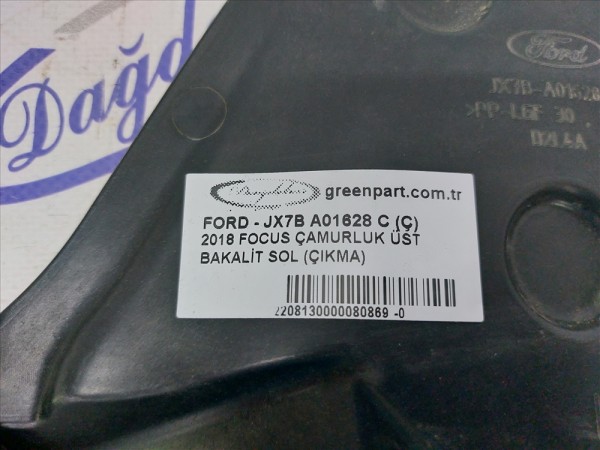 Dağd
Ford
JX7B-A01628
>PP-LGF 30
greenpart.com.tr
FORD - JX7B A01628 C (Ç)
2018 FOCUS ÇAMURLUK ÜST
BAKALİT SOL (ÇIKMA)
2208130000080869 -0